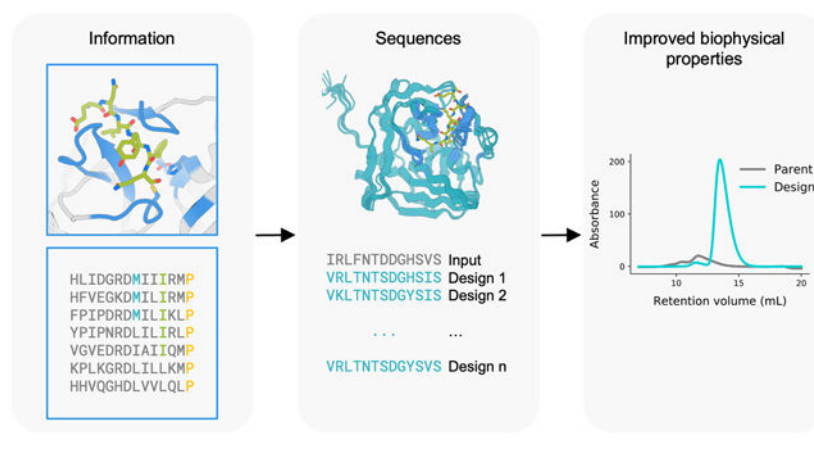 Information
HLIDGRDMIIIRMP
HFVEGKDMILIRMP
FPIPDRDMILIKLP
YPIPNRDLILIRLP
VGVEDRDIAIIQMP
KPLKGRDLILLKMP
HHVQGHDLVVLQLP
Sequences
IRLFNTDDGHSVS Input
VRLTNTSDGHSIS Design 1
VKLTNTSDGYSIS Design 2
... ...
VRLTNTSDGYSVS Design n
Improved biophysical
properties
200
100
0
Absorbance
Parent
Design
10 15 20
Retention volume (mL)